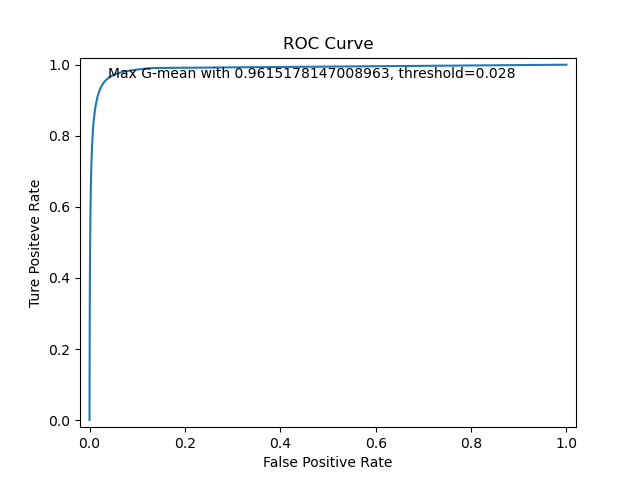 ROC Curve
Max G-mean with 0.9615178147008963, threshold=0.028
1.0
0.8
0.6
0.4
0.2
0.0
Ture Positeve Rate
0.0 0.2 0.4 0.6 0.8 1.0
False Positive Rate